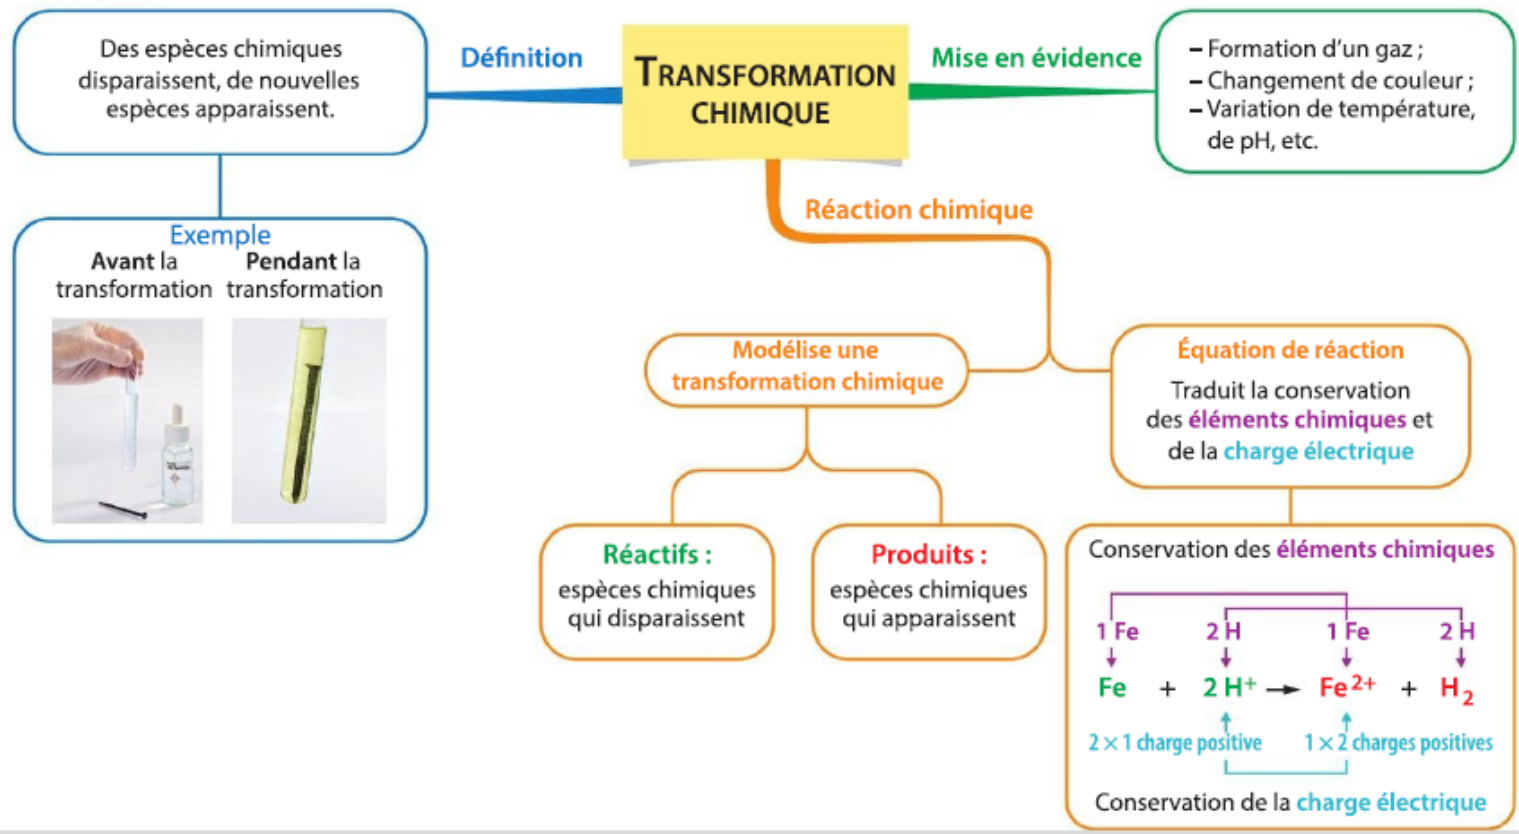 Des espèces chimiques
disparaissent, de nouvelles
espèces apparaissent.
Définition
TRANSFORMATION
CHIMIQUE
Mise en évidence
– Formation d'un gaz ;
– Changement de couleur ;
– Variation de température,
de pH, etc.
Exemple
Avant la
transformation
Pendant la
transformation
Réaction chimique
Modélise une
transformation chimique
Réactifs :
espèces chimiques
qui disparaissent
Produits :
espèces chimiques
qui apparaissent
Équation de réaction
Traduit la conservation
des éléments chimiques et
de la charge électrique
Conservation des éléments chimiques
1 Fe 2 H 1 Fe 2 H
Fe + 2 H⁺ → Fe²⁺ + H₂
2 × 1 charge positive 1 × 2 charges positives
Conservation de la charge électrique